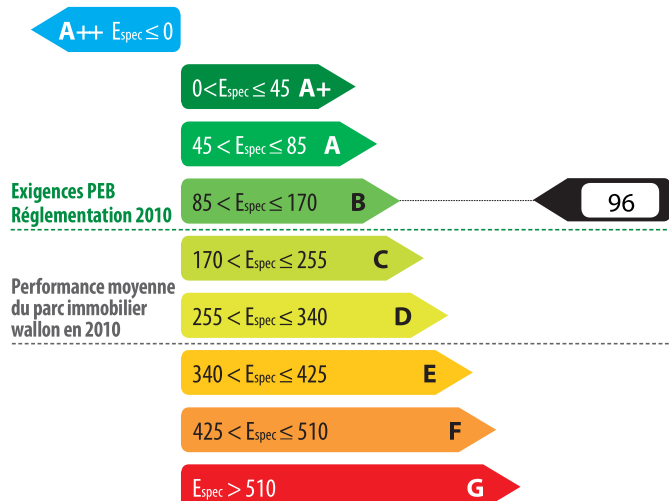 A++ Espec ≤ 0
0 < Espec ≤ 45 A+
45 < Espec ≤ 85 A
Exigences PEB
Réglementation 2010
85 < Espec ≤ 170 B
96
170 < Espec ≤ 255 C
Performance moyenne
du parc immobilier
wallon en 2010
255 < Espec ≤ 340 D
340 < Espec ≤ 425 E
425 < Espec ≤ 510 F
Espec > 510 G